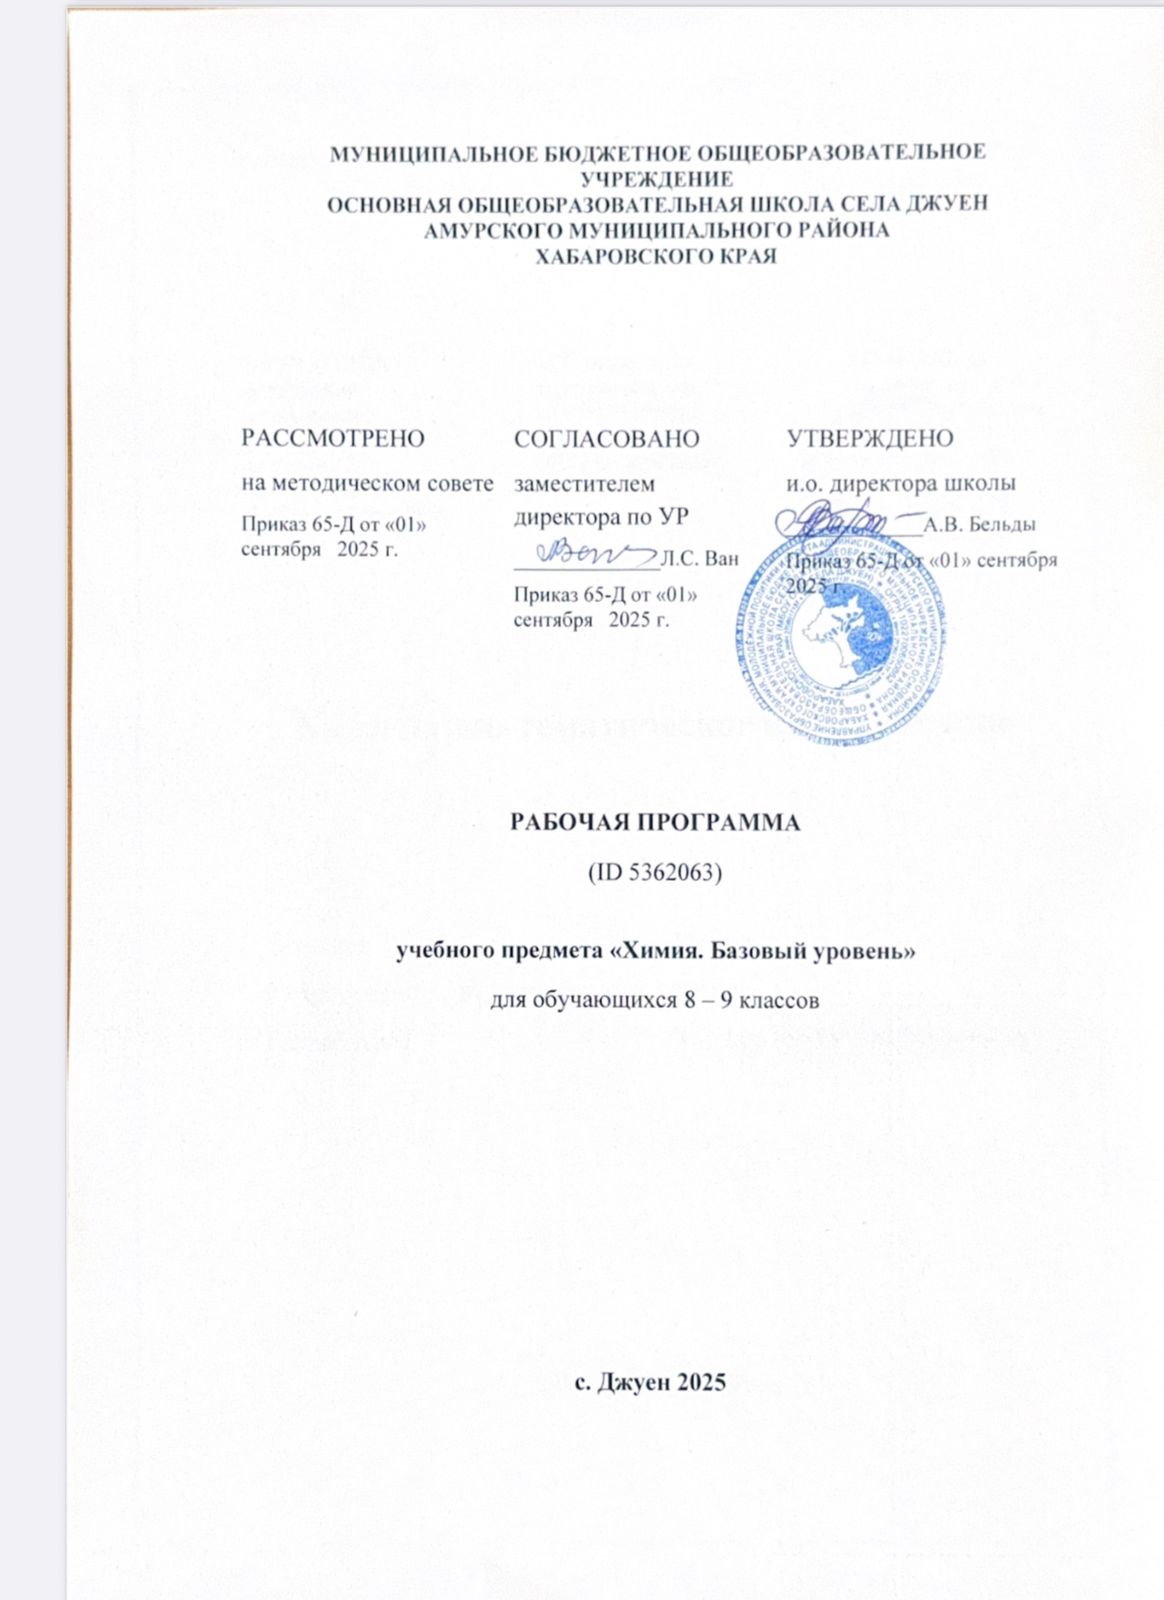 МУНИЦИПАЛЬНОЕ БЮДЖЕТНОЕ ОБЩЕОБРАЗОВАТЕЛЬНОЕ
УЧРЕЖДЕНИЕ
ОСНОВНАЯ ОБЩЕОБРАЗОВАТЕЛЬНАЯ ШКОЛА СЕЛА ДЖУЕН
АМУРСКОГО МУНИЦИПАЛЬНОГО РАЙОНА
ХАБАРОВСКОГО КРАЯ
РАССМОТРЕНО
на методическом совете
Приказ 65-Д от «01»
сентября 2025 г.
СОГЛАСОВАНО
заместителем
директора по УР
Л.С. Ван
Приказ 65-Д от «01»
сентября 2025 г.
УТВЕРЖДЕНО
и.о. директора школы
А.В. Бельды
Приказ 65-Д от «01» сентября
2025 г.
РАБОЧАЯ ПРОГРАММА
(ID 5362063)
учебного предмета «Химия. Базовый уровень»
для обучающихся 8 – 9 классов
с. Джуен 2025